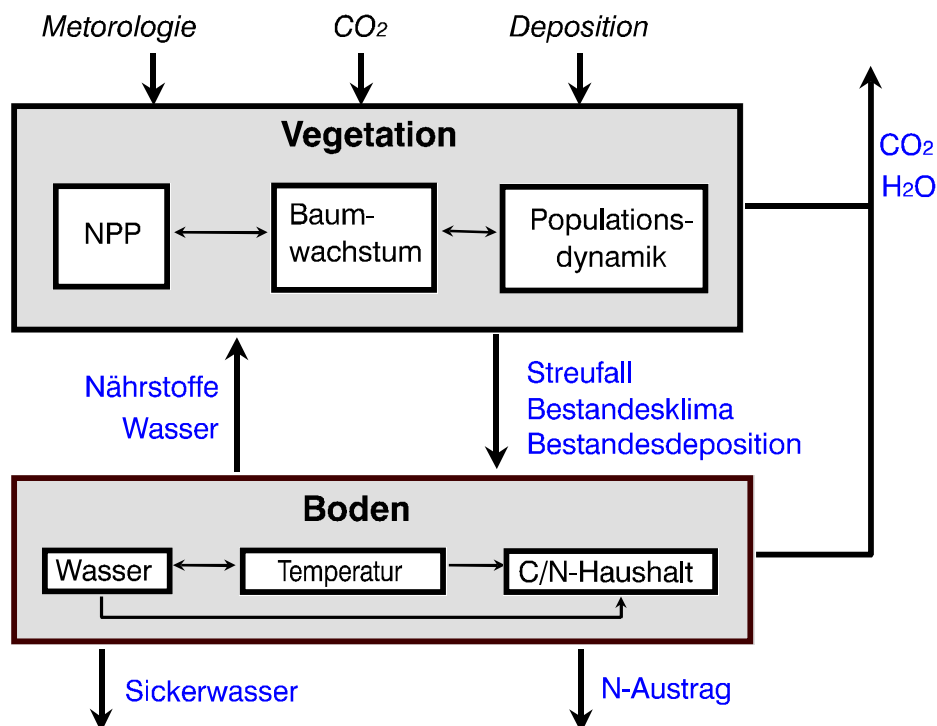 Metorologie CO2 Deposition
Vegetation
CO2
H2O
NPP
Baum-
wachstum
Populations-
dynamik
Nährstoffe
Wasser
Streufall
Bestandesklima
Bestandesdeposition
Boden
Wasser Temperatur C/N-Haushalt
Sickerwasser N-Austrag